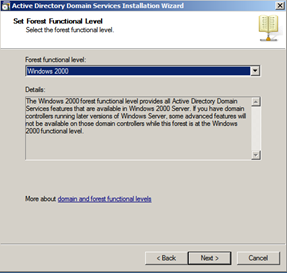 Active Directory Domain Services Installation Wizard
Set Forest Functional Level
Select the forest functional level.
Forest functional level:
Windows 2000
Details:
The Windows 2000 forest functional level provides all Active Directory Domain
Services features that are available in Windows 2000 Server. If you have domain
controllers running later versions of Windows Server, some advanced features will
not be available on those domain controllers while this forest is at the Windows
2000 functional level.
More about domain and forest functional levels
< Back
Next >
Cancel